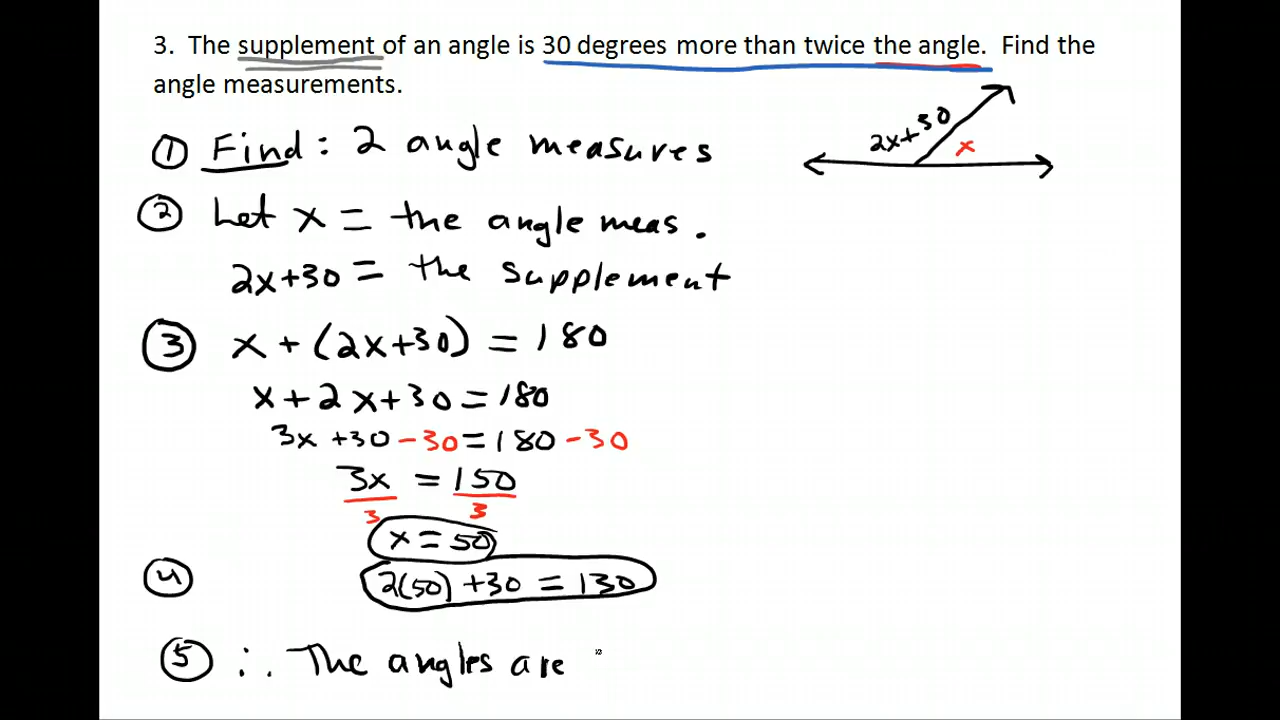 3. The supplement of an angle is 30 degrees more than twice the angle. Find the
angle measurements.
2x+30
x
① Find: 2 angle measures
② Let x = the angle meas.
2x+30 = the supplement
③ x + (2x+30) = 180
x + 2x+30 = 180
3x +30 -30 = 180 -30
3x = 150
3 3
x = 50
④ 2(50) +30 = 130
⑤ ∴ The angles are